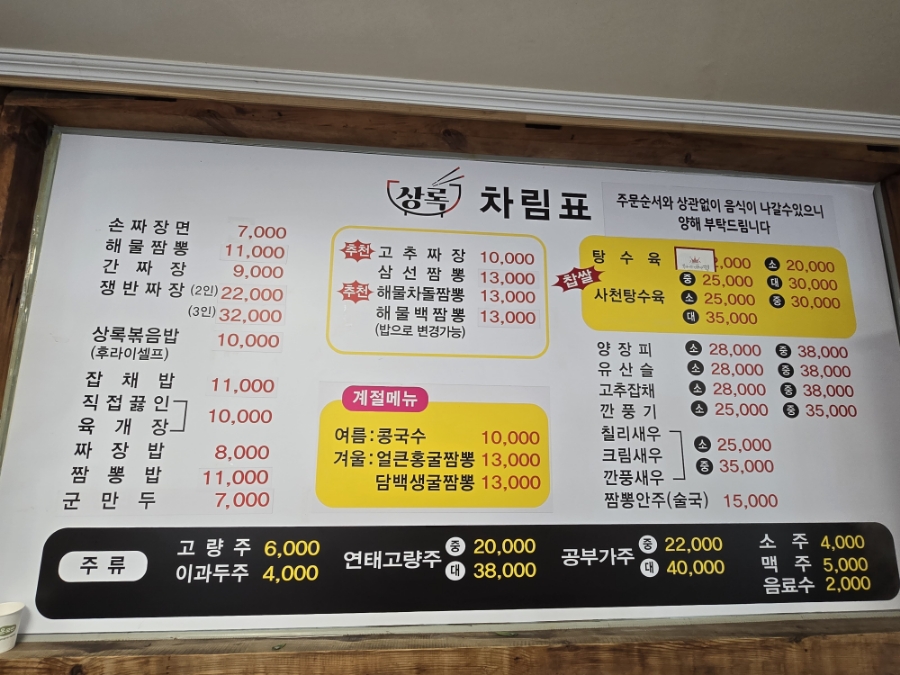 상록 차림표
주문순서와 상관없이 음식이 나갈수있으니
양해 부탁드립니다
손짜장면 7,000
해물짬뽕 11,000
간짜장 9,000
쟁반짜장 (2인) 22,000
(3인) 32,000
상록볶음밥 10,000
(후라이셀프)
잡채밥 11,000
직접끓인
육개장 10,000
짜장밥 8,000
짬뽕밥 11,000
군만두 7,000
추천 고추짜장 10,000
삼선짬뽕 13,000
추천 해물차돌짬뽕 13,000
해물백짬뽕 13,000
(밥으로 변경가능)
계절메뉴
여름:콩국수 10,000
겨울:얼큰홍굴짬뽕 13,000
담백생굴짬뽕 13,000
찹쌀
탕수육 소 20,000
중 25,000 대 30,000
사천탕수육 소 25,000 중 30,000
대 35,000
양장피 소 28,000 중 38,000
유산슬 소 28,000 중 38,000
고추잡채 소 28,000 중 38,000
깐풍기 소 25,000 중 35,000
칠리새우
크림새우 소 25,000
깐풍새우 중 35,000
짬뽕안주(술국) 15,000
주류
고량주 6,000
이과두주 4,000
연태고량주 중 20,000
대 38,000
공부가주 중 22,000
대 40,000
소주 4,000
맥주 5,000
음료수 2,000